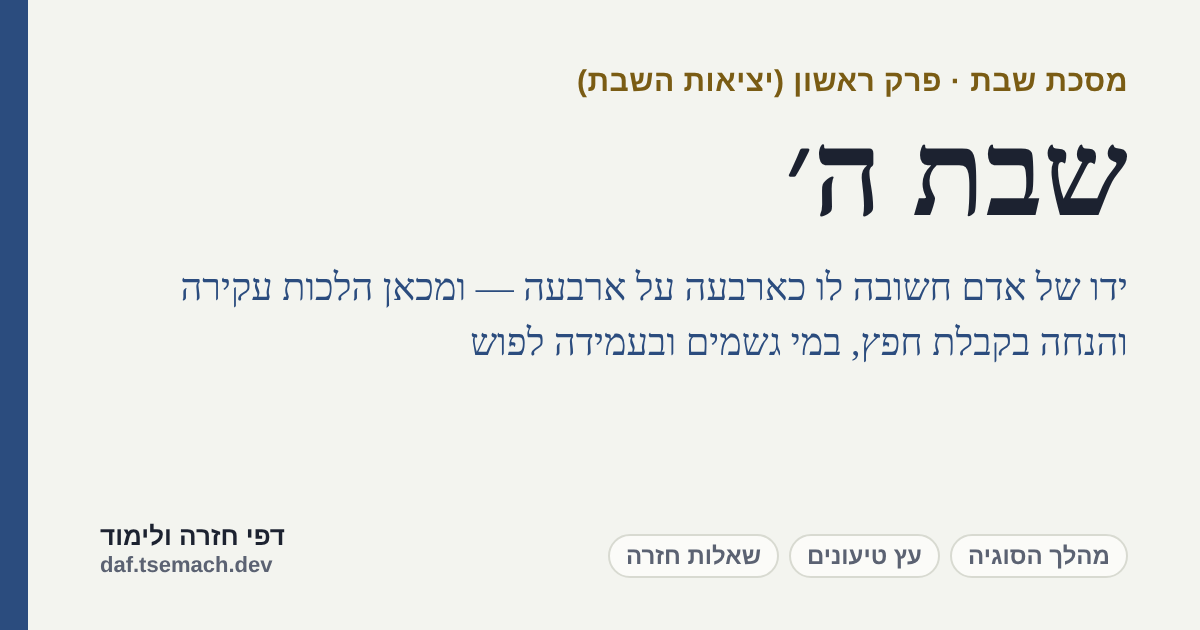 מסכת שבת · פרק ראשון (יציאות השבת)
שבת ה׳
ידו של אדם חשובה לו כארבעה על ארבעה — ומכאן הלכות עקירה
והנחה בקבלת חפץ, במי גשמים ובעמידה לפוש
מהלך הסוגיה
עץ טיעונים
שאלות חזרה
דפי חזרה ולימוד
daf.tsemach.dev